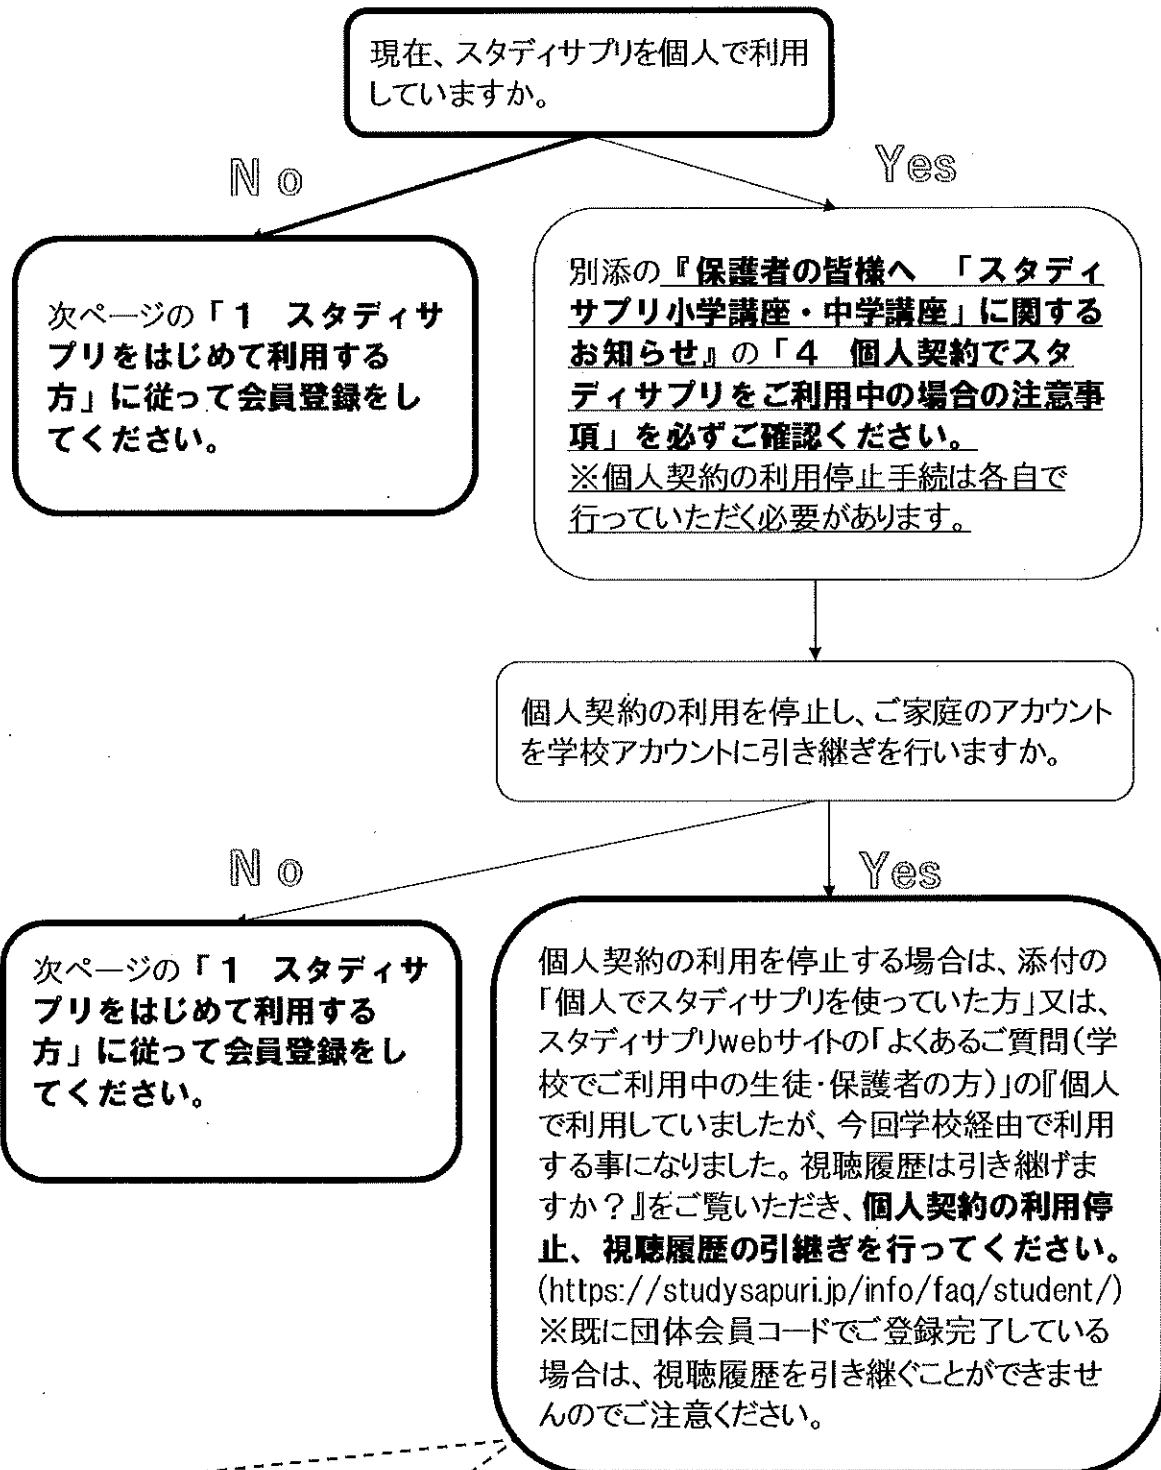 現在、スタディサプリを個人で利用
していますか。
No
Yes
次ページの「１　スタディサ
プリをはじめて利用する
方」に従って会員登録をし
てください。
別添の『保護者の皆様へ　「スタディ
サプリ小学講座・中学講座」に関する
お知らせ』の「４　個人契約でスタ
ディサプリをご利用中の場合の注意事
項」を必ずご確認ください。
※個人契約の利用停止手続は各自で
行っていただく必要があります。
個人契約の利用を停止し、ご家庭のアカウント
を学校アカウントに引き継ぎを行いますか。
No
Yes
次ページの「１　スタディサ
プリをはじめて利用する
方」に従って会員登録をし
てください。
個人契約の利用を停止する場合は、添付の
「個人でスタディサプリを使っていた方」又は、
スタディサプリwebサイトの「よくあるご質問（学
校でご利用中の生徒・保護者の方）」の『個人
で利用していましたが、今回学校経由で利用
する事になりました。視聴履歴は引き継げま
すか？』をご覧いただき、個人契約の利用停
止、視聴履歴の引継ぎを行ってください。
(https://studysapuri.jp/info/faq/student/)
※既に団体会員コードでご登録完了している
場合は、視聴履歴を引き継ぐことができませ
んのでご注意ください。